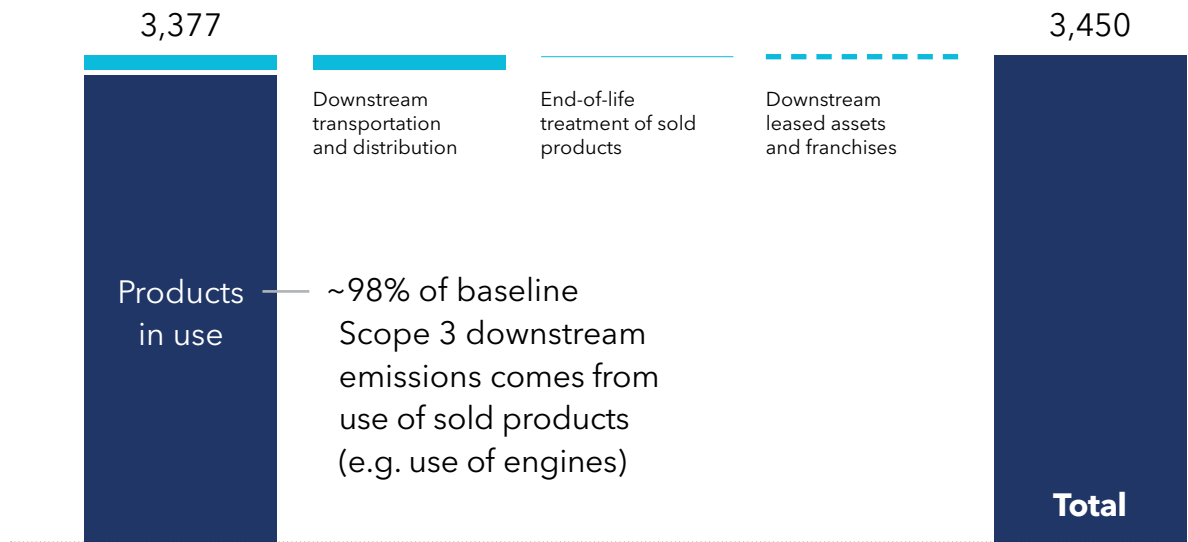 3,377
3,450
Downstream
transportation
and distribution
End-of-life
treatment of sold
products
Downstream
leased assets
and franchises
Products
in use
~98% of baseline
Scope 3 downstream
emissions comes from
use of sold products
(e.g. use of engines)
Total